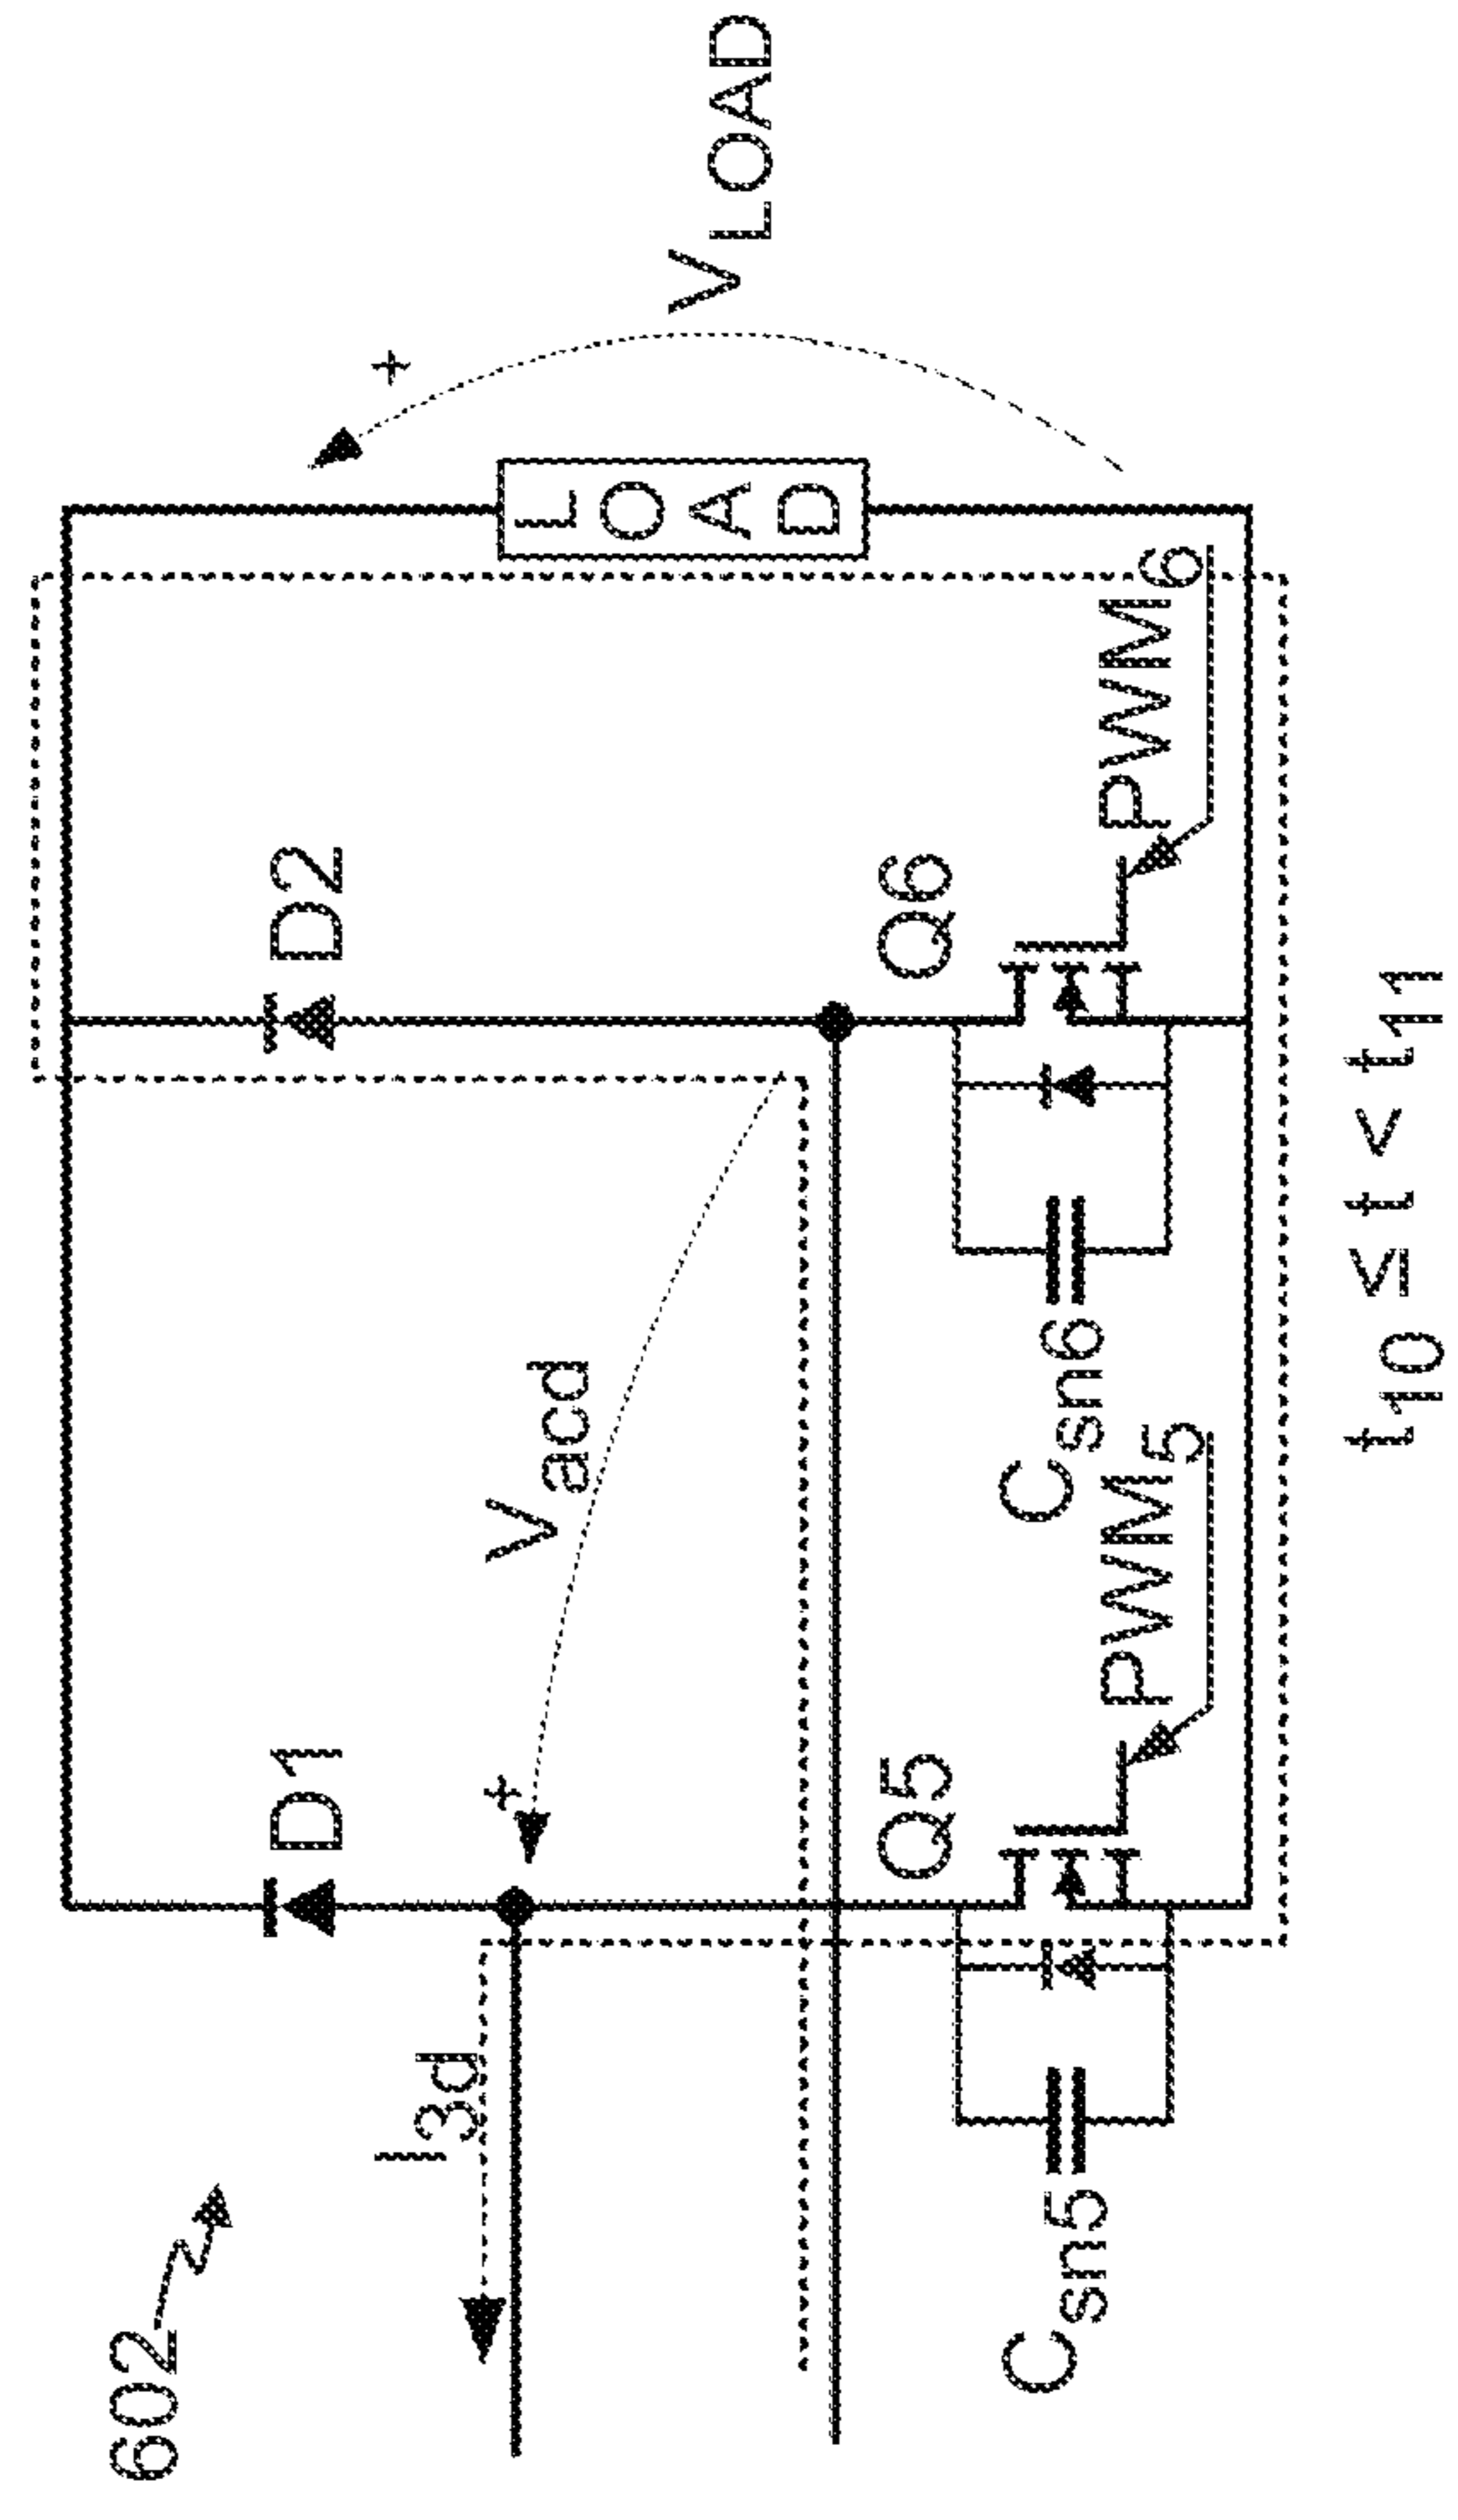 602
I3d
D1
D2
Vacd
+
+
VLOAD
LOAD
Q5
Q6
Csn5
PWM5
Csn6
PWM6
t10 ≤ t < t11